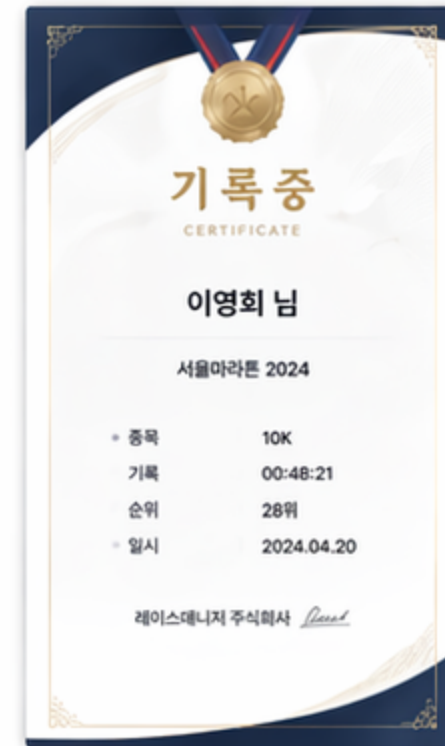 기록중
CERTIFICATE
이영회 님
서울마라톤 2024
종목 10K
기록 00:48:21
순위 28위
일시 2024.04.20
레이스매니저 주식회사